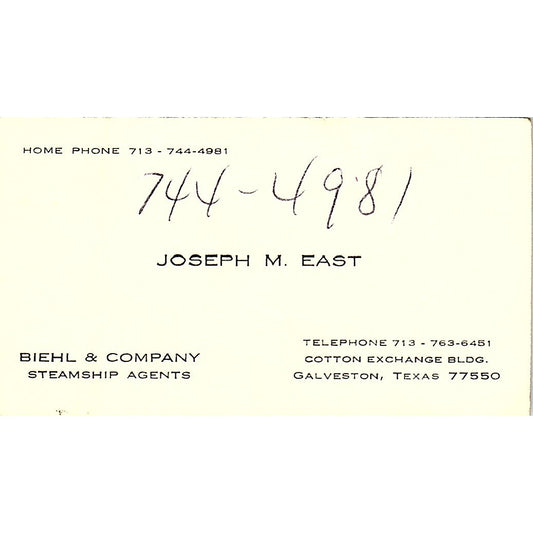 HOME PHONE 713 - 744-4981
744-4981
JOSEPH M. EAST
BIEHL & COMPANY
STEAMSHIP AGENTS
TELEPHONE 713 - 763-6451
COTTON EXCHANGE BLDG.
GALVESTON, TEXAS 77550